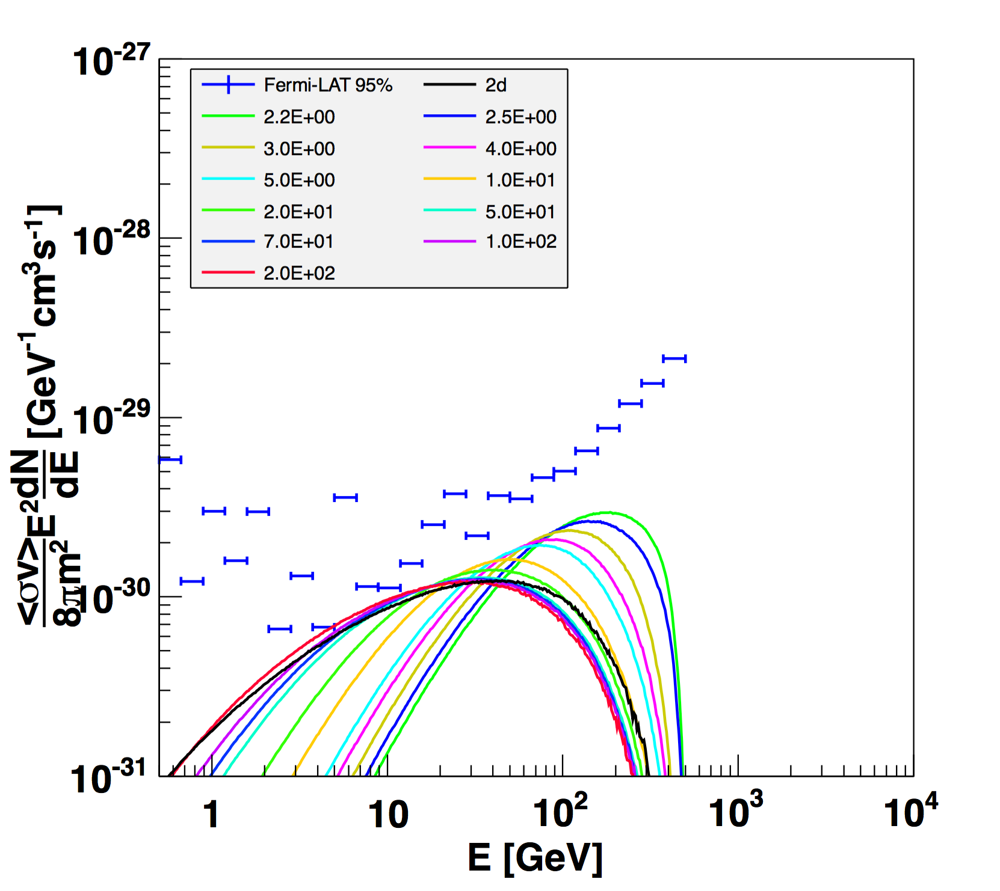 10⁻²⁷
Fermi-LAT 95% 2d
2.2E+00 2.5E+00
3.0E+00 4.0E+00
5.0E+00 1.0E+01
2.0E+01 5.0E+01
7.0E+01 1.0E+02
2.0E+02
10⁻²⁸
10⁻²⁹
10⁻³⁰
10⁻³¹
<σv>/8πm² E² dN/dE [GeV⁻¹cm³s⁻¹]
1 10 10² 10³ 10⁴
E [GeV]